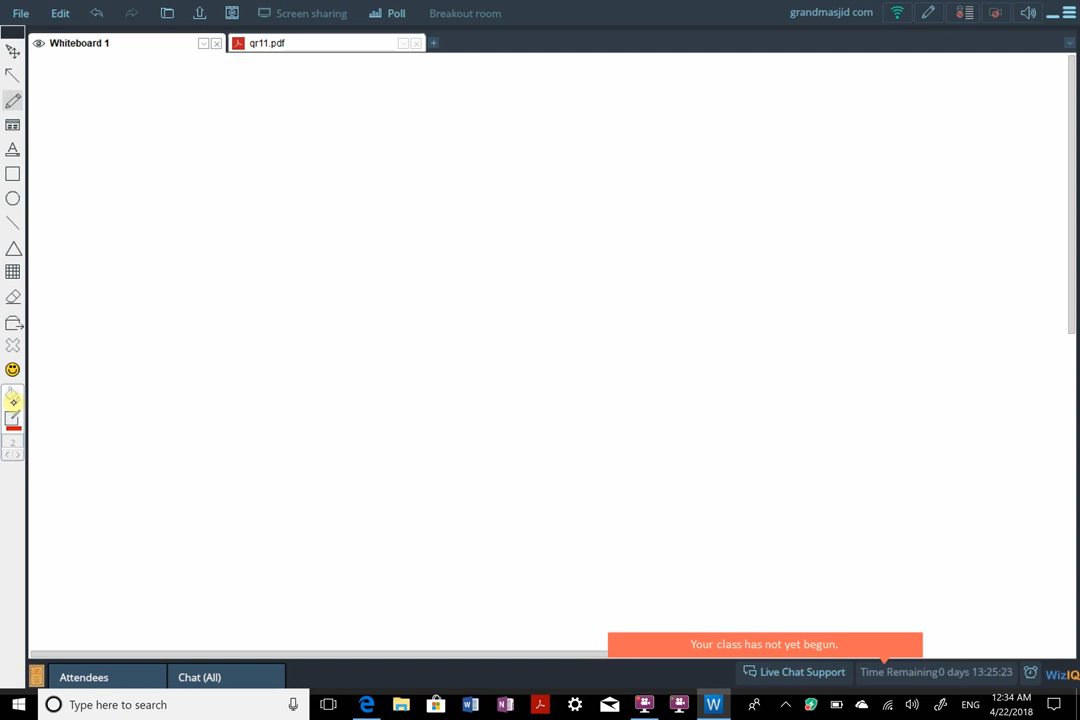 File Edit Screen sharing Poll Breakout room grandmasjid com
Whiteboard 1 qr11.pdf
2
Your class has not yet begun.
Attendees Chat (All) Live Chat Support Time Remaining0 days 13:25:23 WizIQ
Type here to search ENG 12:34 AM
4/22/2018